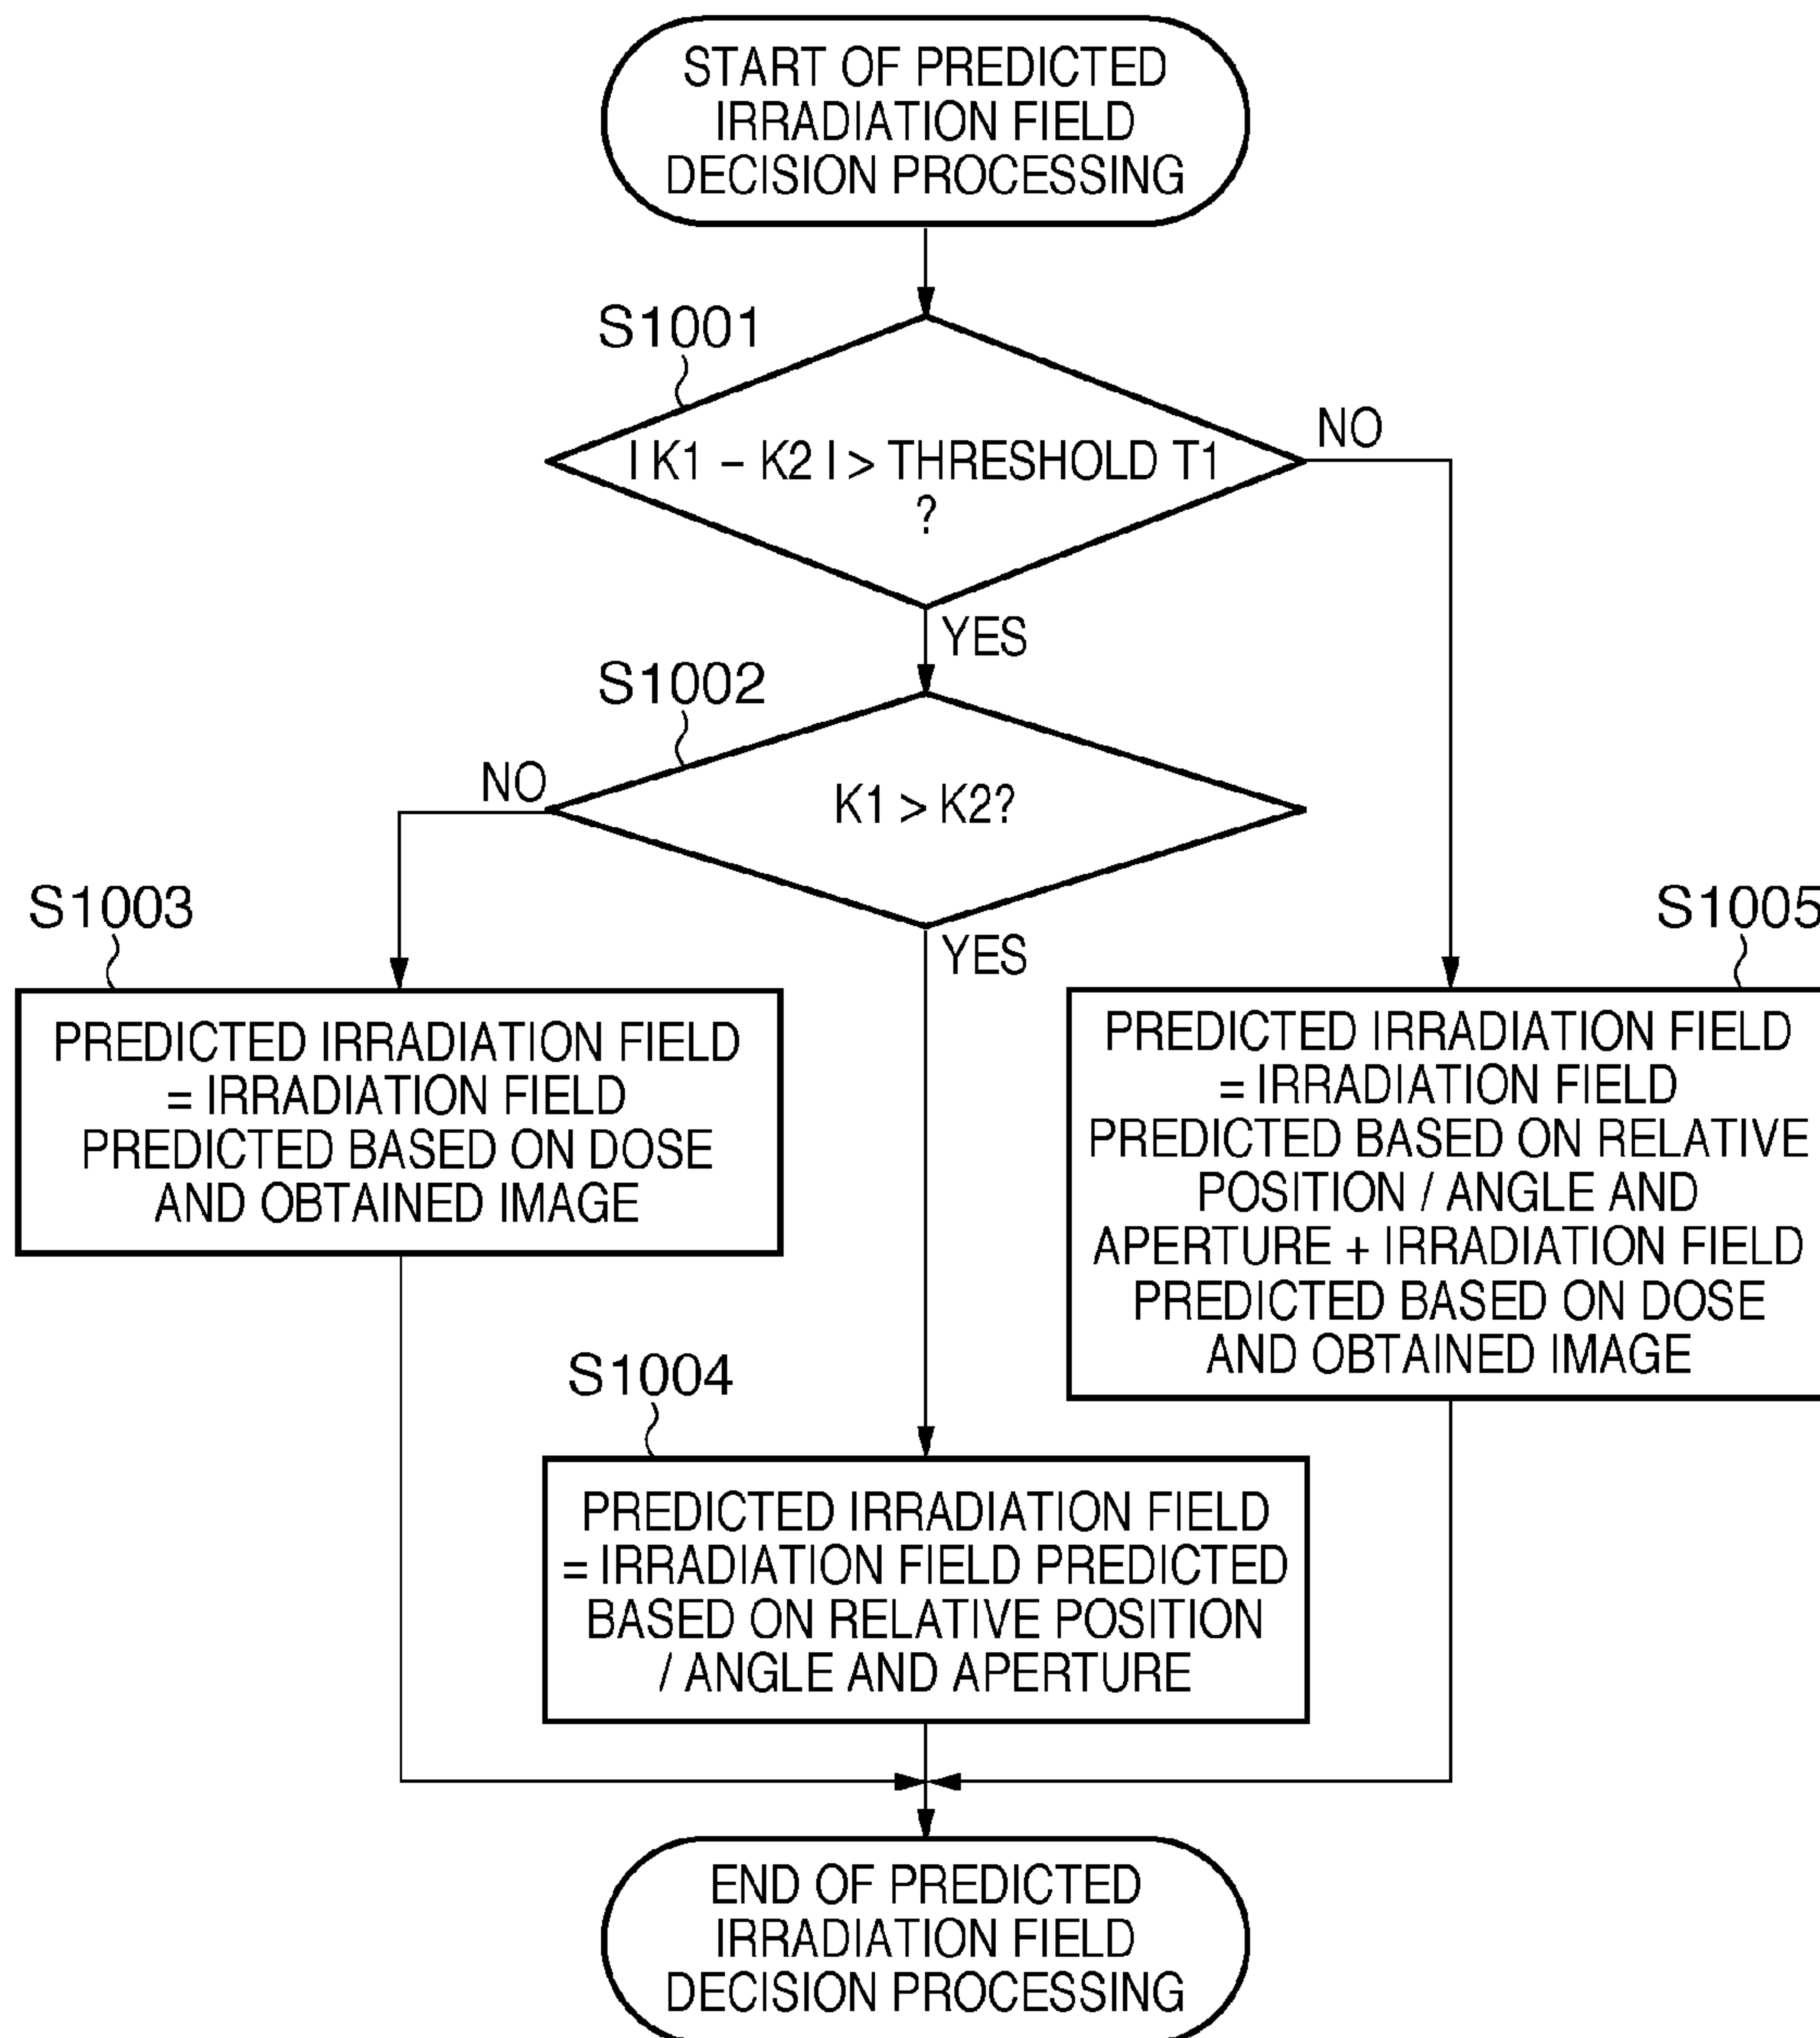 START OF PREDICTED
IRRADIATION FIELD
DECISION PROCESSING
S1001
| K1 – K2 | > THRESHOLD T1
?
NO
YES
S1002
K1 > K2?
NO
YES
S1003
PREDICTED IRRADIATION FIELD
= IRRADIATION FIELD
PREDICTED BASED ON DOSE
AND OBTAINED IMAGE
S1005
PREDICTED IRRADIATION FIELD
= IRRADIATION FIELD
PREDICTED BASED ON RELATIVE
POSITION / ANGLE AND
APERTURE + IRRADIATION FIELD
PREDICTED BASED ON DOSE
AND OBTAINED IMAGE
S1004
PREDICTED IRRADIATION FIELD
= IRRADIATION FIELD PREDICTED
BASED ON RELATIVE POSITION
/ ANGLE AND APERTURE
END OF PREDICTED
IRRADIATION FIELD
DECISION PROCESSING